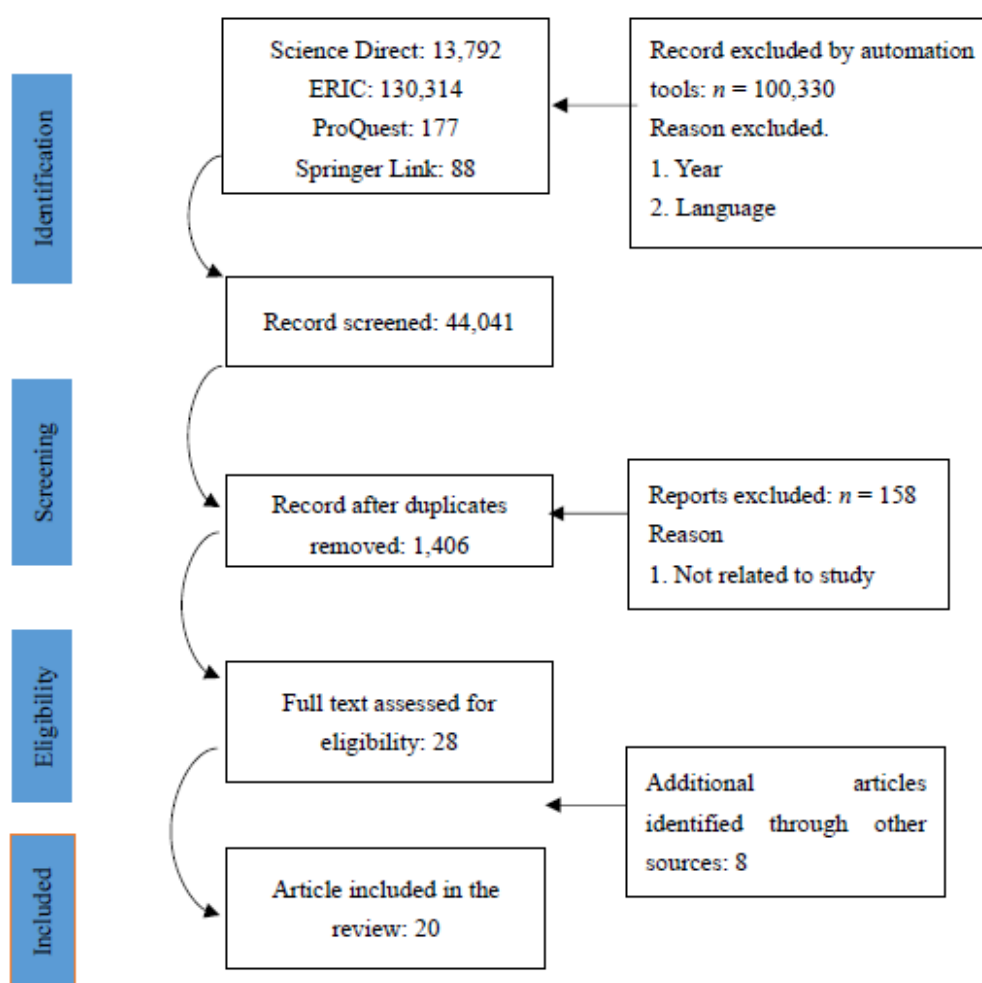 Identification
Science Direct: 13,792
ERIC: 130,314
ProQuest: 177
Springer Link: 88
Record excluded by automation
tools: n = 100,330
Reason excluded.
1. Year
2. Language
Record screened: 44,041
Screening
Record after duplicates
removed: 1,406
Reports excluded: n = 158
Reason
1. Not related to study
Eligibility
Full text assessed for
eligibility: 28
Additional articles
identified through other
sources: 8
Included
Article included in the
review: 20